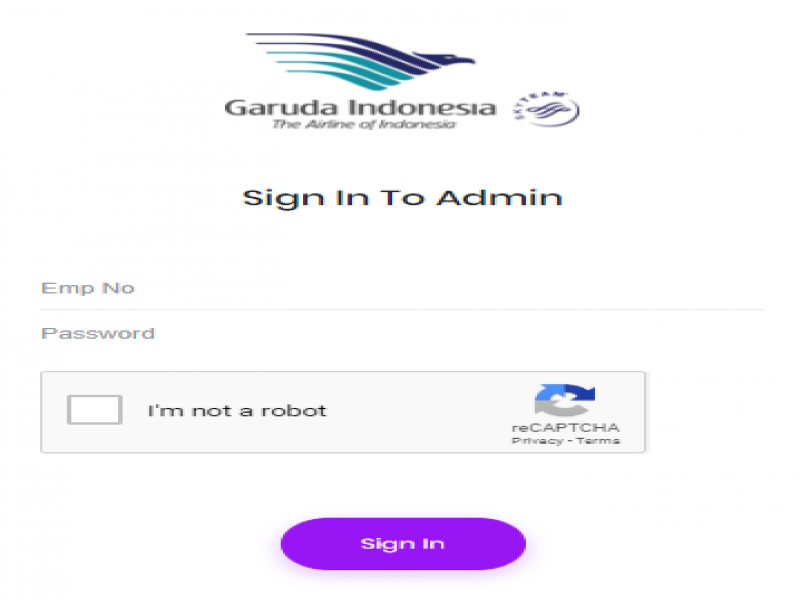 Garuda Indonesia
The Airline of Indonesia
SKYTEAM
Sign In To Admin
Emp No
Password
I'm not a robot
reCAPTCHA
Privacy - Terms
Sign In